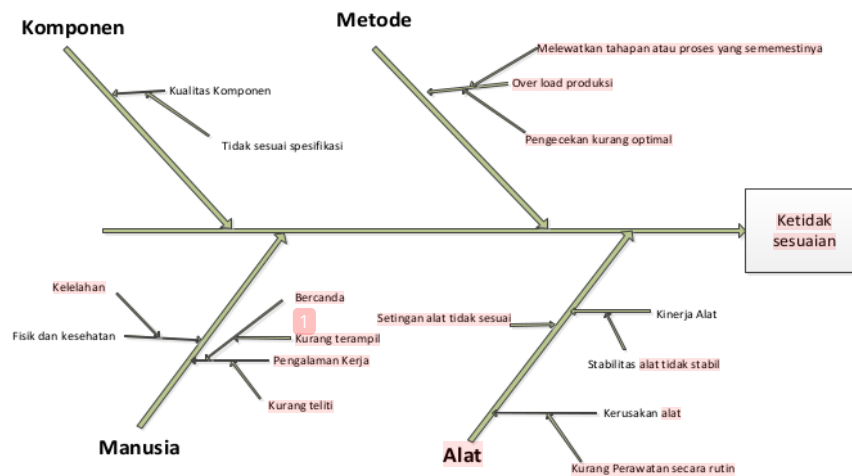 Komponen
Metode
Melewatkan tahapan atau proses yang sememestinya
Over load produksi
Kualitas Komponen
Pengecekan kurang optimal
Tidak sesuai spesifikasi
Ketidak
sesuaian
Kelelahan
Bercanda
1
Setingan alat tidak sesuai
Kinerja Alat
Fisik dan kesehatan
Kurang terampil
Pengalaman Kerja
Stabilitas alat tidak stabil
Kurang teliti
Kerusakan alat
Manusia
Alat
Kurang Perawatan secara rutin